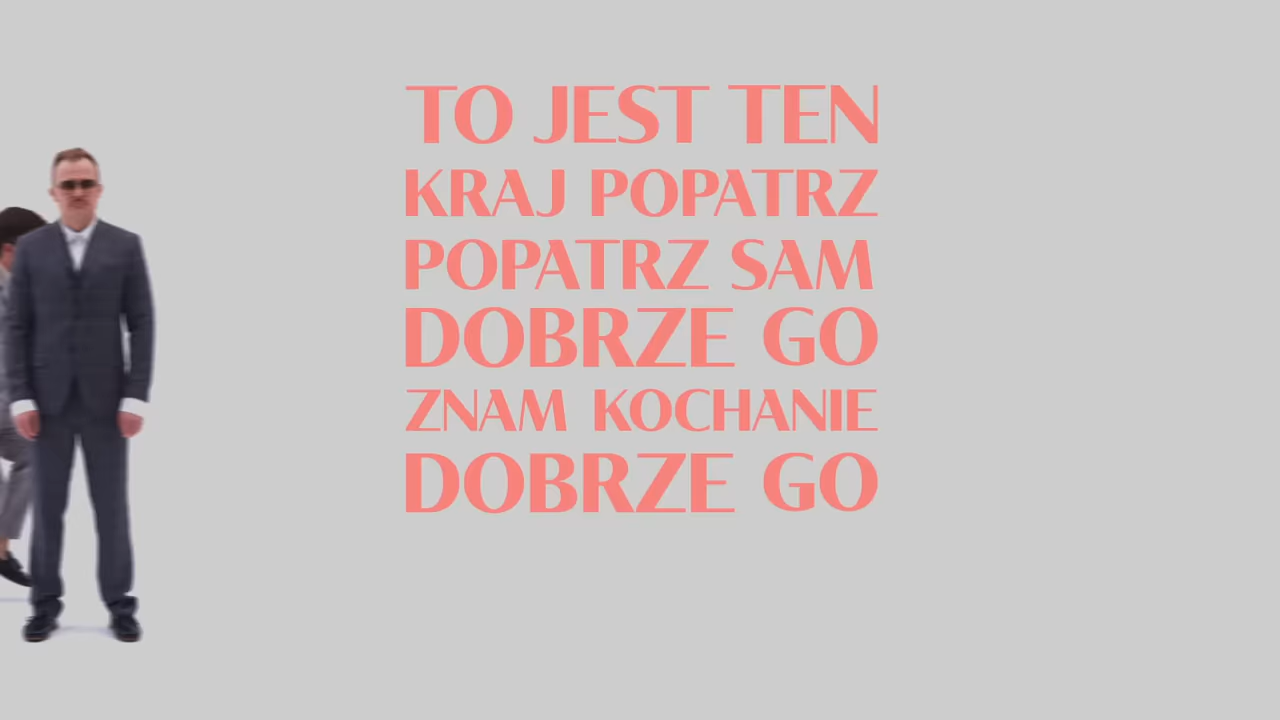 TO JEST TEN
KRAJ POPATRZ
POPATRZ SAM
DOBRZE GO
ZNAM KOCHANIE
DOBRZE GO